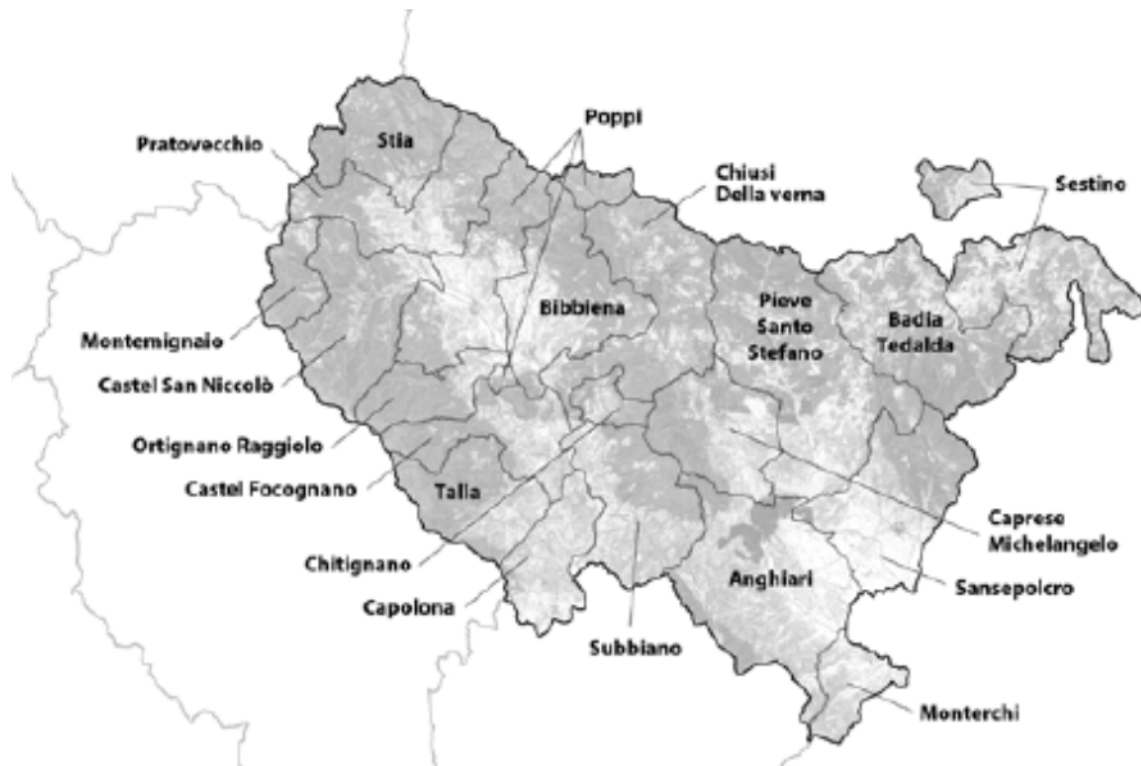 Poppi
Stia
Pratovecchio
Chiusi
Della verna
Sestino
Bibbiena
Pieve
Santo
Stefano
Badia
Tedalda
Montemignaio
Castel San Niccolò
Ortignano Raggiolo
Castel Focognano
Talla
Chitignano
Capolona
Subbiano
Anghiari
Caprese
Michelangelo
Sansepolcro
Monterchi